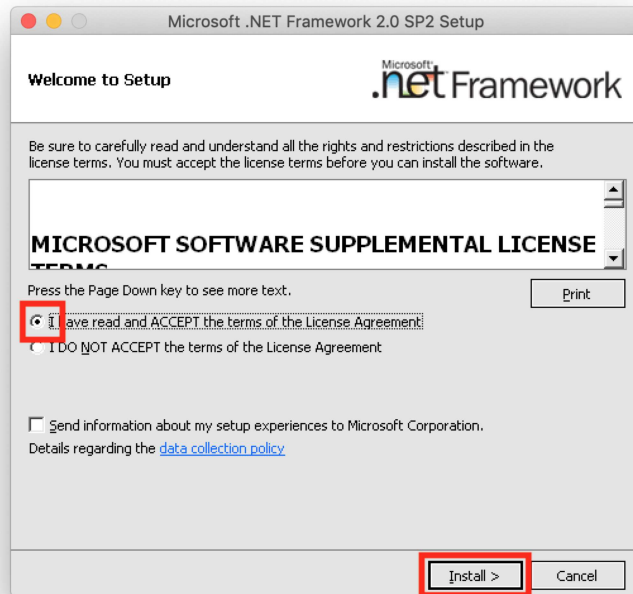 Microsoft .NET Framework 2.0 SP2 Setup
Welcome to Setup
Microsoft
.net Framework
Be sure to carefully read and understand all the rights and restrictions described in the
license terms. You must accept the license terms before you can install the software.
MICROSOFT SOFTWARE SUPPLEMENTAL LICENSE
TERMS
Press the Page Down key to see more text.
Print
I have read and ACCEPT the terms of the License Agreement
I DO NOT ACCEPT the terms of the License Agreement
Send information about my setup experiences to Microsoft Corporation.
Details regarding the data collection policy
Install >
Cancel